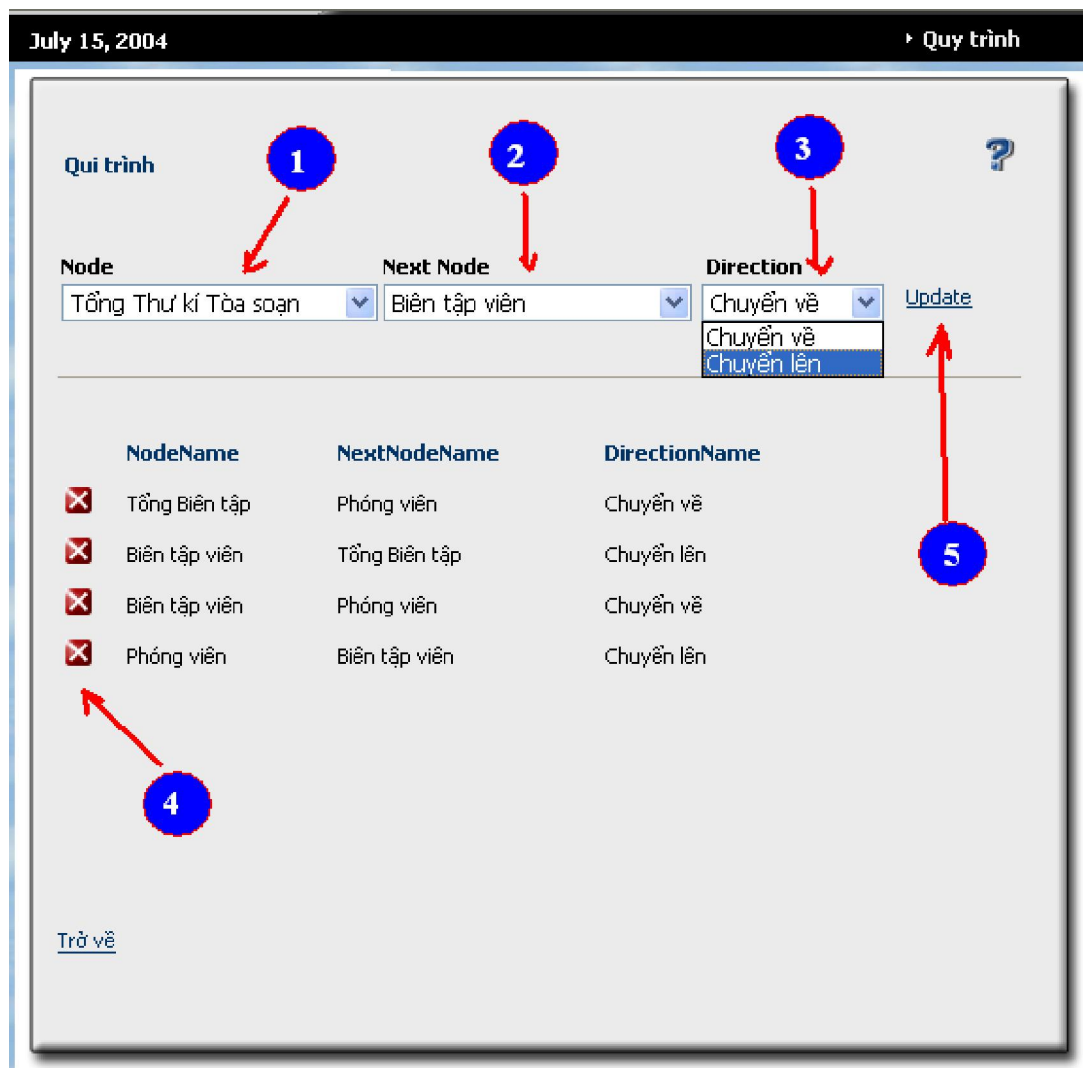 July 15, 2004
Quy trình
Qui trình
1
2
3
Node
Next Node
Direction
Tổng Thư kí Tòa soạn
Biên tập viên
Chuyển về
Update
Chuyển về
Chuyển lên
NodeName NextNodeName DirectionName
Tổng Biên tập Phóng viên Chuyển về
Biên tập viên Tổng Biên tập Chuyển lên
Biên tập viên Phóng viên Chuyển về
Phóng viên Biên tập viên Chuyển lên
5
4
Trở về